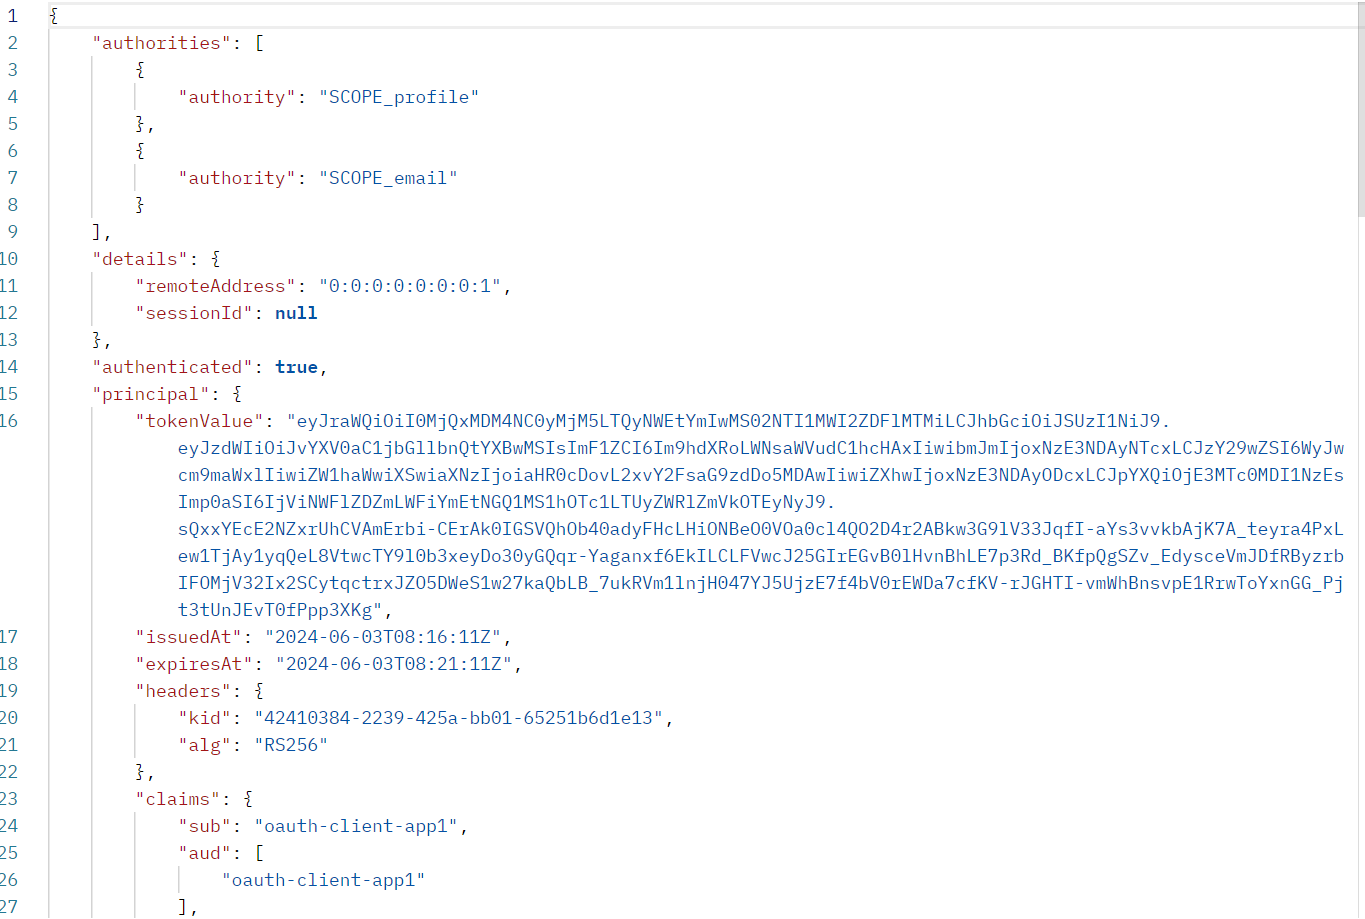 1 {
2 "authorities": [
3 {
4 "authority": "SCOPE_profile"
5 },
6 {
7 "authority": "SCOPE_email"
8 }
9 ],
10 "details": {
11 "remoteAddress": "0:0:0:0:0:0:0:1",
12 "sessionId": null
13 },
14 "authenticated": true,
15 "principal": {
16 "tokenValue": "eyJraWQiOiI0MjQxMDM4NC0yMjM5LTQyNWEtYmIwMS02NTI1MWI2ZDFlMTMiLCJhbGciOiJSUzI1NiJ9.
eyJzdWIiOiJvYXV0aC1jbGllbnQtYXBwMSIsImF1ZCI6Im9hdXRoLWNsaWVudC1hcHAxIiwibmJmIjoxNzE3NDAyNTcxLCJzY29wZSI6WyJw
cm9maWxlIiwiZW1haWwiXSwiaXNzIjoiaHR0cDovL2xvY2FsaG9zdDo5MDAwIiwiZXhwIjoxNzE3NDAyODcxLCJpYXQiOjE3MTc0MDI1NzEs
Imp0aSI6IjViNWFlZDZmLWFiYmEtNGQ1MS1hOTc1LTUyZWRlZmVkOTEyNyJ9.
sQxxYEcE2NZxrUhCVAmErbi-CErAk0IGSVQhOb40adyFHcLHiONBeO0VOa0cl4QO2D4r2ABkw3G9lV33JqfI-aYs3vvkbAjK7A_teyra4PxL
ew1TjAy1yqQeL8VtwcTY9l0b3xeyDo30yGQqr-Yaganxf6EkILCLFVwcJ25GIrEGvB0lHvnBhLE7p3Rd_BKfpQgSZv_EdysceVmJDfRByzrb
IFOMjV32Ix2SCytqctrxJZO5DWeS1w27kaQbLB_7ukRVm1lnjH047YJ5UjzE7f4bV0rEWDa7cfKV-rJGHTI-vmWhBnsvpE1RrwToYxnGG_Pj
t3tUnJEvT0fPpp3XKg",
17 "issuedAt": "2024-06-03T08:16:11Z",
18 "expiresAt": "2024-06-03T08:21:11Z",
19 "headers": {
20 "kid": "42410384-2239-425a-bb01-65251b6d1e13",
21 "alg": "RS256"
22 },
23 "claims": {
24 "sub": "oauth-client-app1",
25 "aud": [
26 "oauth-client-app1"
27 ],